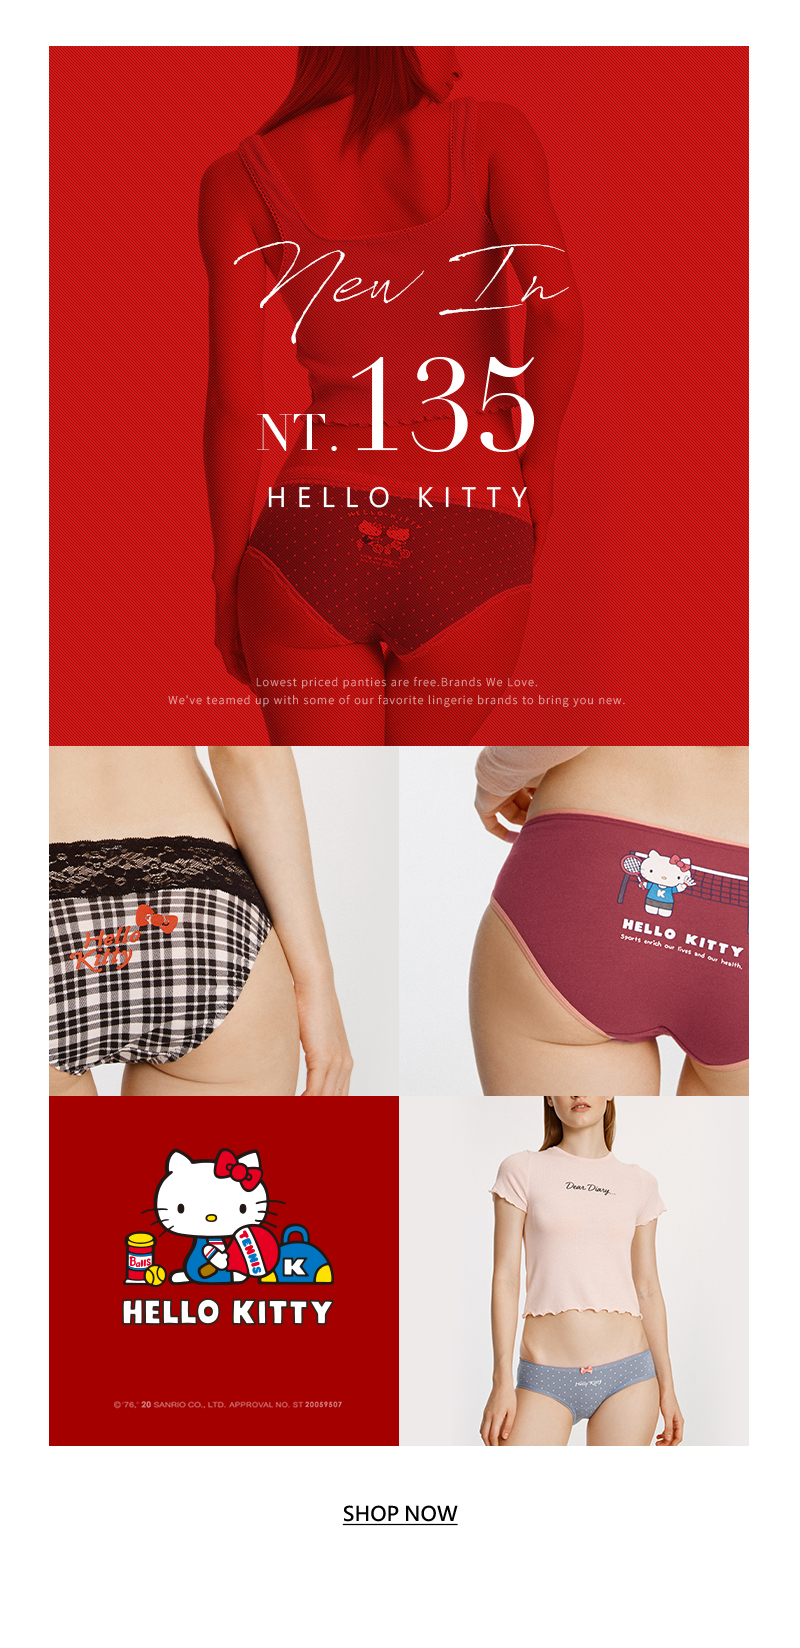 New In
NT.135
HELLO KITTY
HELLO KITTY
Lowest priced panties are free.Brands We Love.
We've teamed up with some of our favorite lingerie brands to bring you new.
Hello
Kitty
K
HELLO KITTY
Sports enrich our lives and our health.
Balls
TENNIS
K
HELLO KITTY
©'76,' 20 SANRIO CO., LTD. APPROVAL NO. ST 20059507
Dear Diary...
Hello Kitty
SHOP NOW